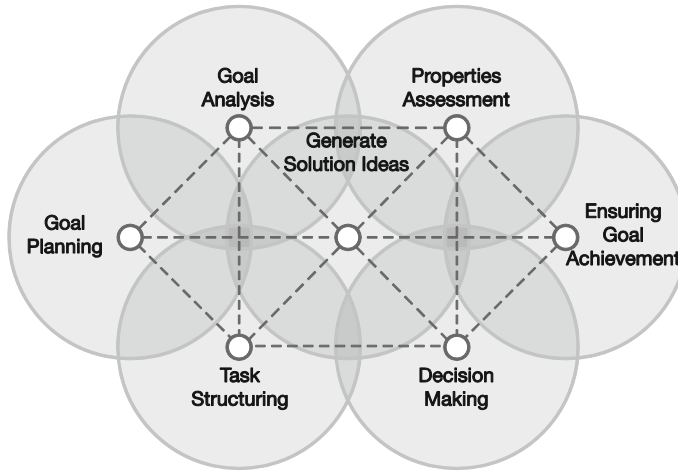 Goal
Analysis
Properties
Assessment
Generate
Solution Ideas
Goal
Planning
Ensuring
Goal
Achievement
Task
Structuring
Decision
Making